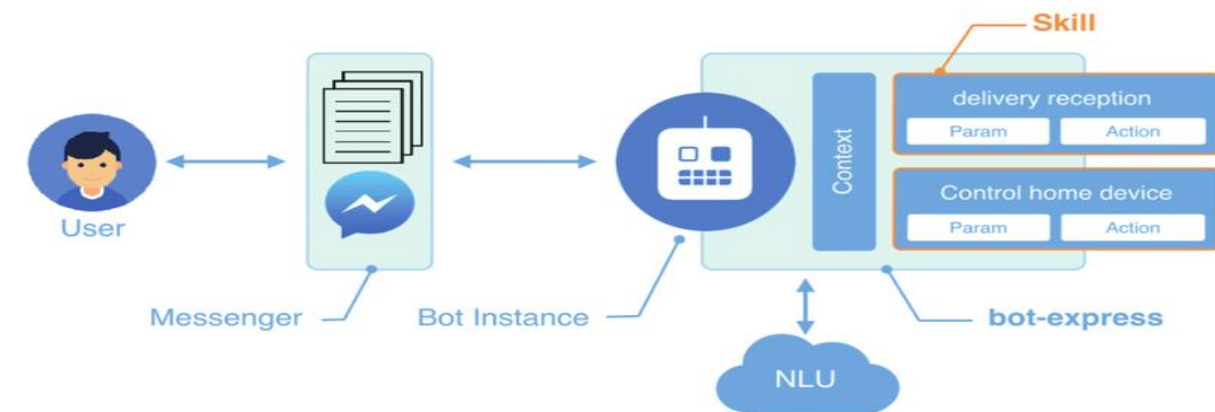 Skill
delivery reception
Param Action
Context
Control home device
Param Action
User
Messenger
Bot Instance
bot-express
NLU